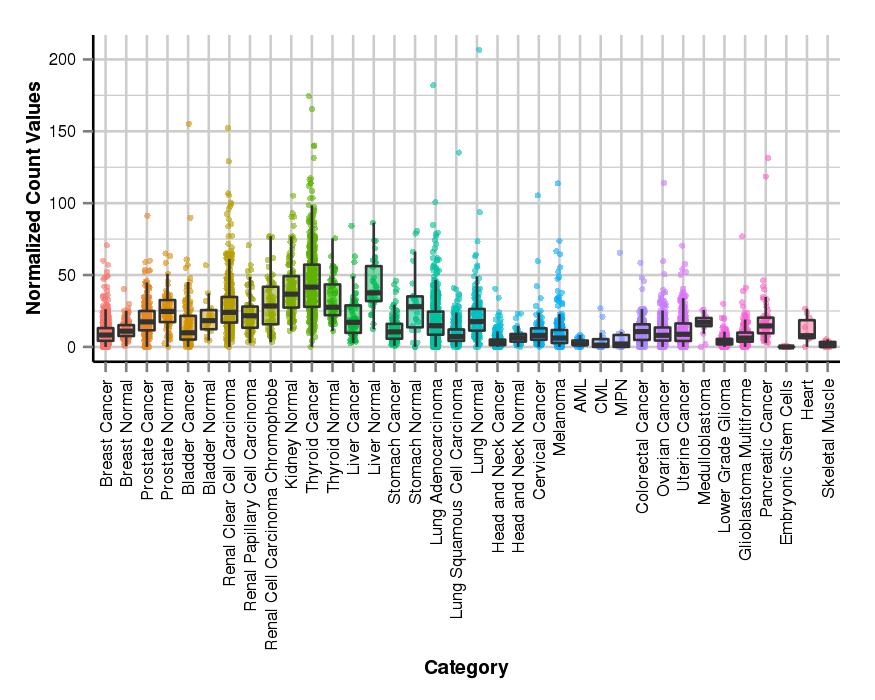 Normalized Count Values
200
150
100
50
0
Breast Cancer
Breast Normal
Prostate Cancer
Prostate Normal
Bladder Cancer
Bladder Normal
Renal Clear Cell Carcinoma
Renal Papillary Cell Carcinoma
Renal Cell Carcinoma Chromophobe
Kidney Normal
Thyroid Cancer
Thyroid Normal
Liver Cancer
Liver Normal
Stomach Cancer
Stomach Normal
Lung Adenocarcinoma
Lung Squamous Cell Carcinoma
Lung Normal
Head and Neck Cancer
Head and Neck Normal
Cervical Cancer
Melanoma
AML
CML
MPN
Colorectal Cancer
Ovarian Cancer
Uterine Cancer
Medulloblastoma
Lower Grade Glioma
Glioblastoma Multiforme
Pancreatic Cancer
Embryonic Stem Cells
Heart
Skeletal Muscle
Category